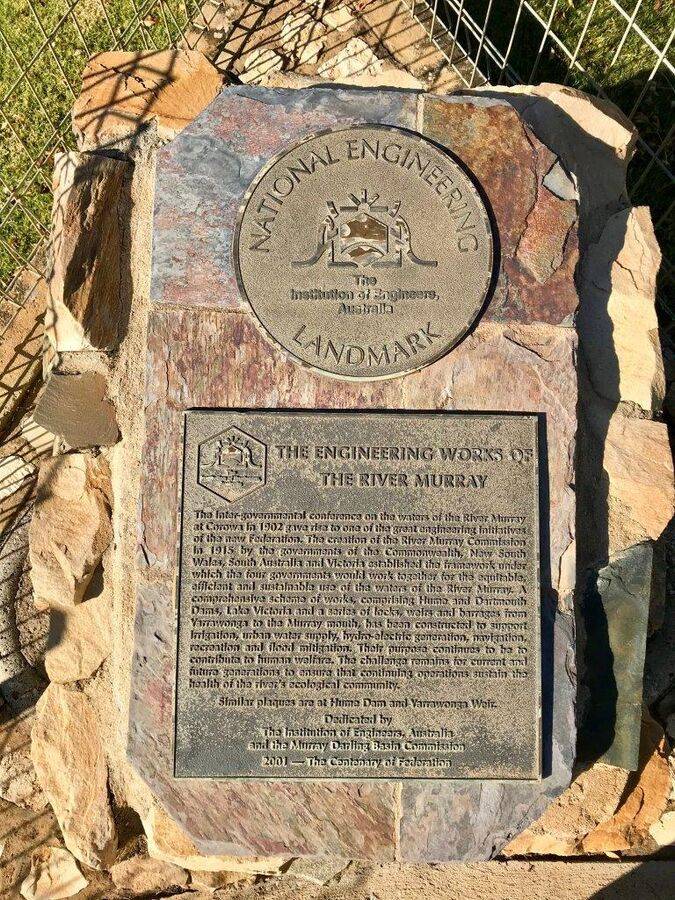 NATIONAL ENGINEERING
The
Institution of Engineers,
Australia
LANDMARK
THE ENGINEERING WORKS OF
THE RIVER MURRAY
The inter-governmental conference on the waters of the River Murray
at Corowa in 1902 gave rise to one of the great engineering initiatives
of the new Federation. The creation of the River Murray Commission
in 1915 by the governments of the Commonwealth, New South
Wales, South Australia and Victoria established the framework under
which the four governments would work together for the equitable,
efficient and sustainable use of the waters of the River Murray. A
comprehensive scheme of works, comprising Hume and Dartmouth
Dams, Lake Victoria and a series of locks, weirs and barrages from
Yarrawonga to the Murray mouth, has been constructed to support
irrigation, urban water supply, hydro-electric generation, navigation,
recreation and flood mitigation. Their purpose continues to be to
contribute to human welfare. The challenge remains for current and
future generations to ensure that continuing operations sustain the
health of the river's ecological community.
Similar plaques are at Hume Dam and Yarrawonga Weir.
Dedicated by
The Institution of Engineers, Australia
and the Murray Darling Basin Commission
2001 — The Centenary of Federation